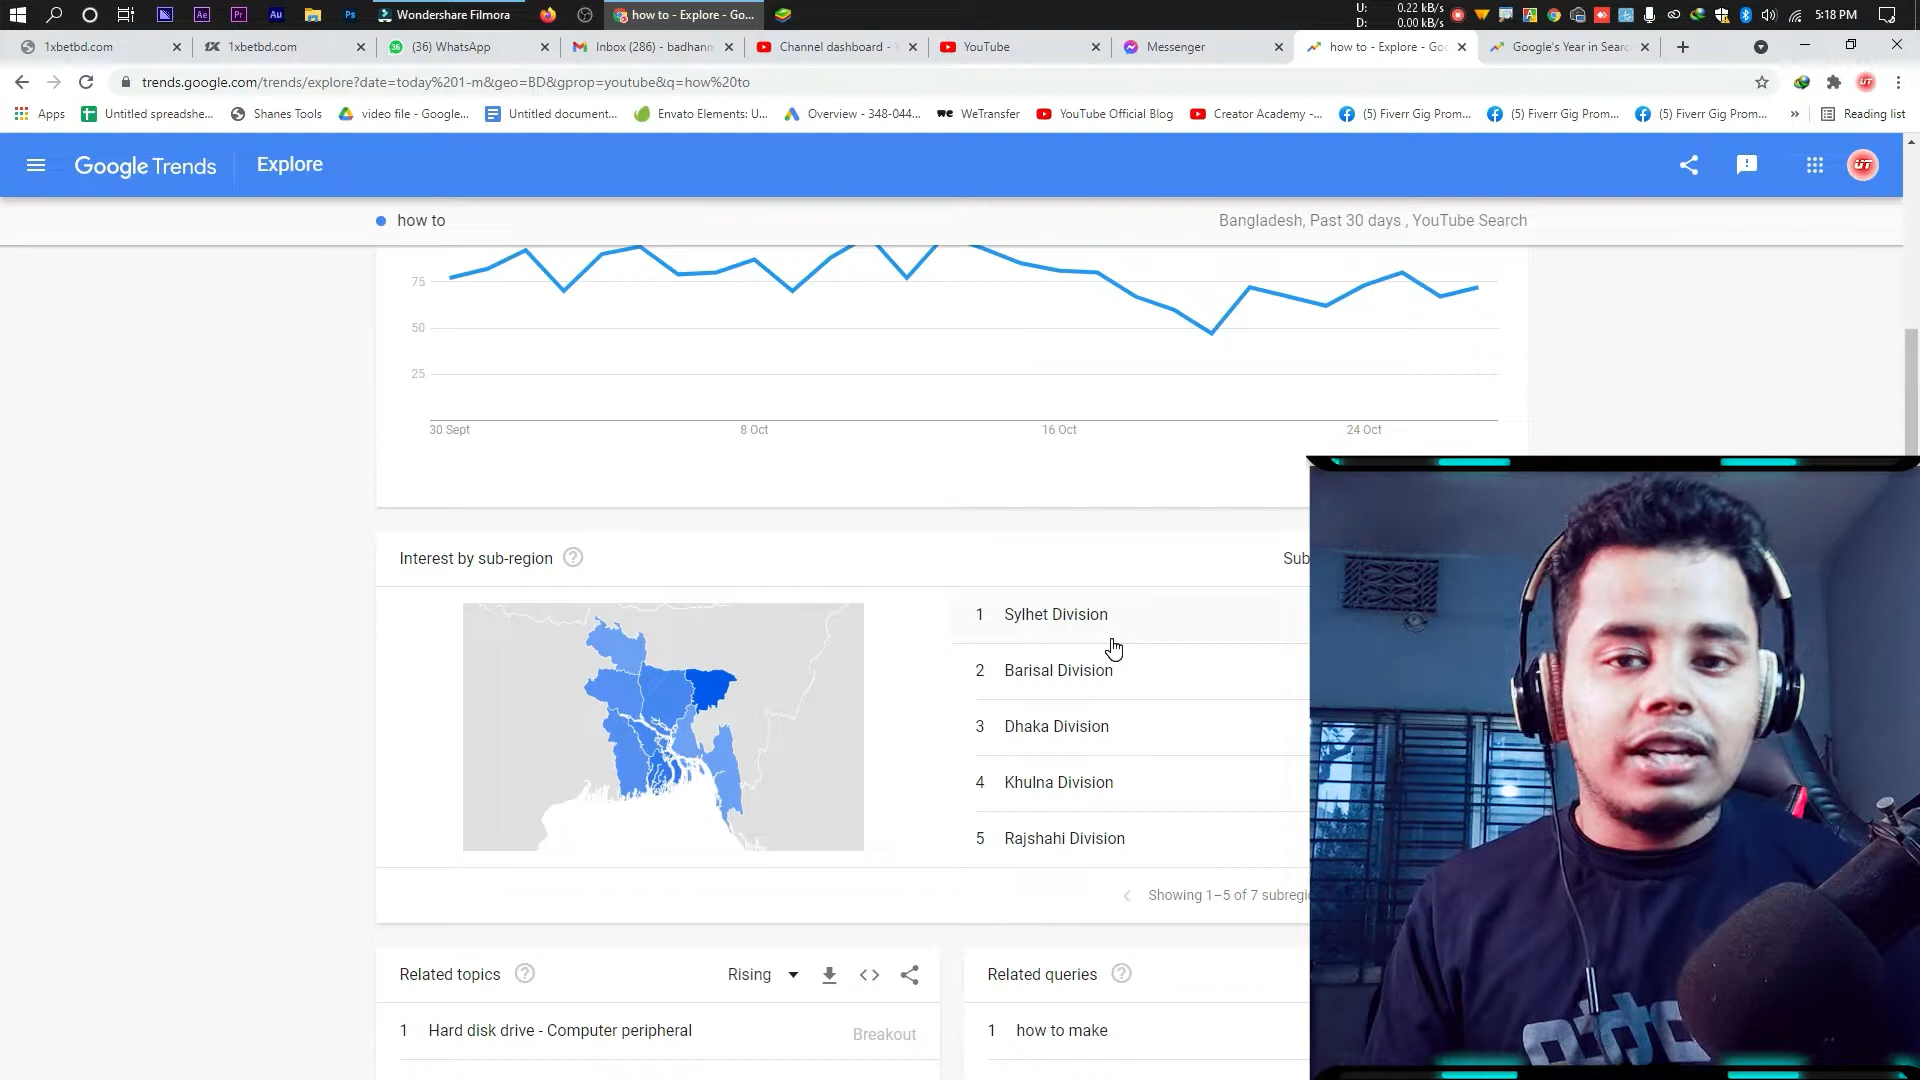 Wondershare Filmora
how to - Explore - Go...
U: 0.22 kB/s
D: 0.00 kB/s
5:18 PM
1xbetbd.com
1xbetbd.com
(36) WhatsApp
Inbox (286) - badhann
Channel dashboard - Y
YouTube
Messenger
how to - Explore - Goo
Google's Year in Searc
trends.google.com/trends/explore?date=today%201-m&geo=BD&gprop=youtube&q=how%20to
Apps
Untitled spreadshe...
Shanes Tools
video file - Google...
Untitled document...
Envato Elements: U...
Overview - 348-044...
WeTransfer
YouTube Official Blog
Creator Academy -...
(5) Fiverr Gig Prom...
(5) Fiverr Gig Prom...
(5) Fiverr Gig Prom...
Reading list
Google Trends
Explore
how to
Bangladesh, Past 30 days , YouTube Search
75
50
25
30 Sept
8 Oct
16 Oct
24 Oct
Interest by sub-region
Sub
1 Sylhet Division
2 Barisal Division
3 Dhaka Division
4 Khulna Division
5 Rajshahi Division
Showing 1–5 of 7 subregi
Related topics
Rising
Related queries
1 Hard disk drive - Computer peripheral
Breakout
1 how to make